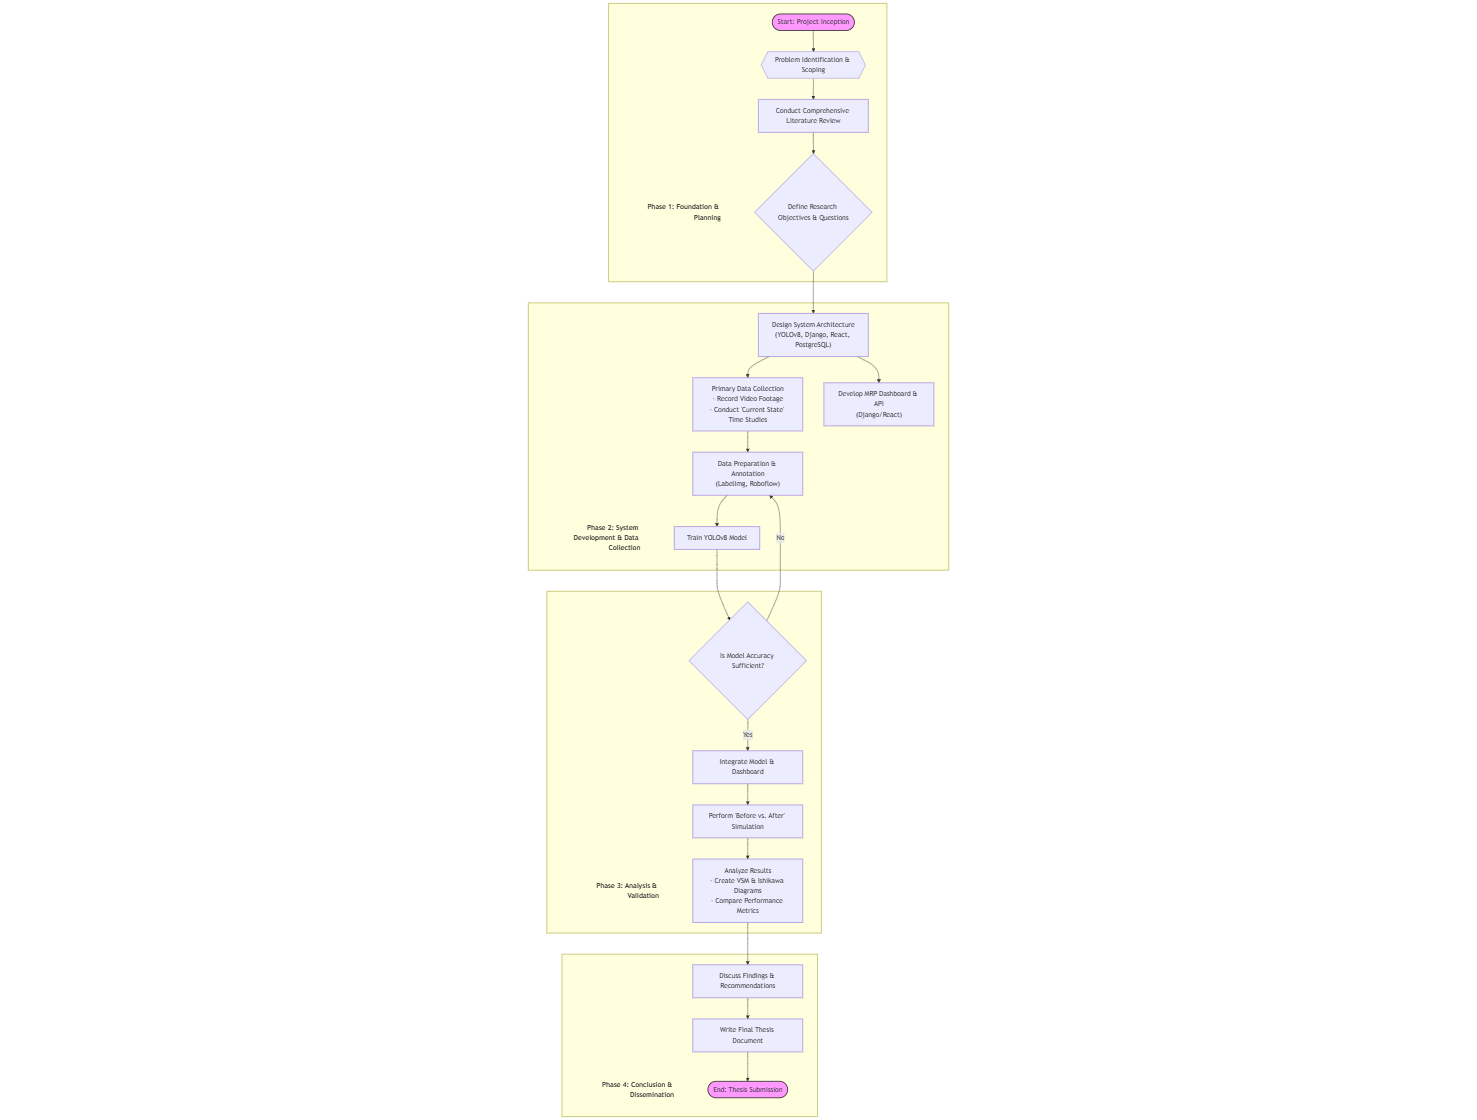 Start: Project Inception
Problem Identification &
Scoping
Conduct Comprehensive
Literature Review
Phase 1: Foundation &
Planning
Define Research
Objectives & Questions
Design System Architecture
(YOLOv8, Django, React,
PostgreSQL)
Primary Data Collection
- Record Video Footage
- Conduct 'Current State'
Time Studies
Develop MRP Dashboard &
API
(Django/React)
Data Preparation &
Annotation
(LabelImg, Roboflow)
Phase 2: System
Development & Data
Collection
Train YOLOv8 Model
No
Is Model Accuracy
Sufficient?
Yes
Integrate Model &
Dashboard
Perform 'Before vs. After'
Simulation
Phase 3: Analysis &
Validation
Analyze Results
- Create VSM & Ishikawa
Diagrams
- Compare Performance
Metrics
Discuss Findings &
Recommendations
Write Final Thesis
Document
Phase 4: Conclusion &
Dissemination
End: Thesis Submission